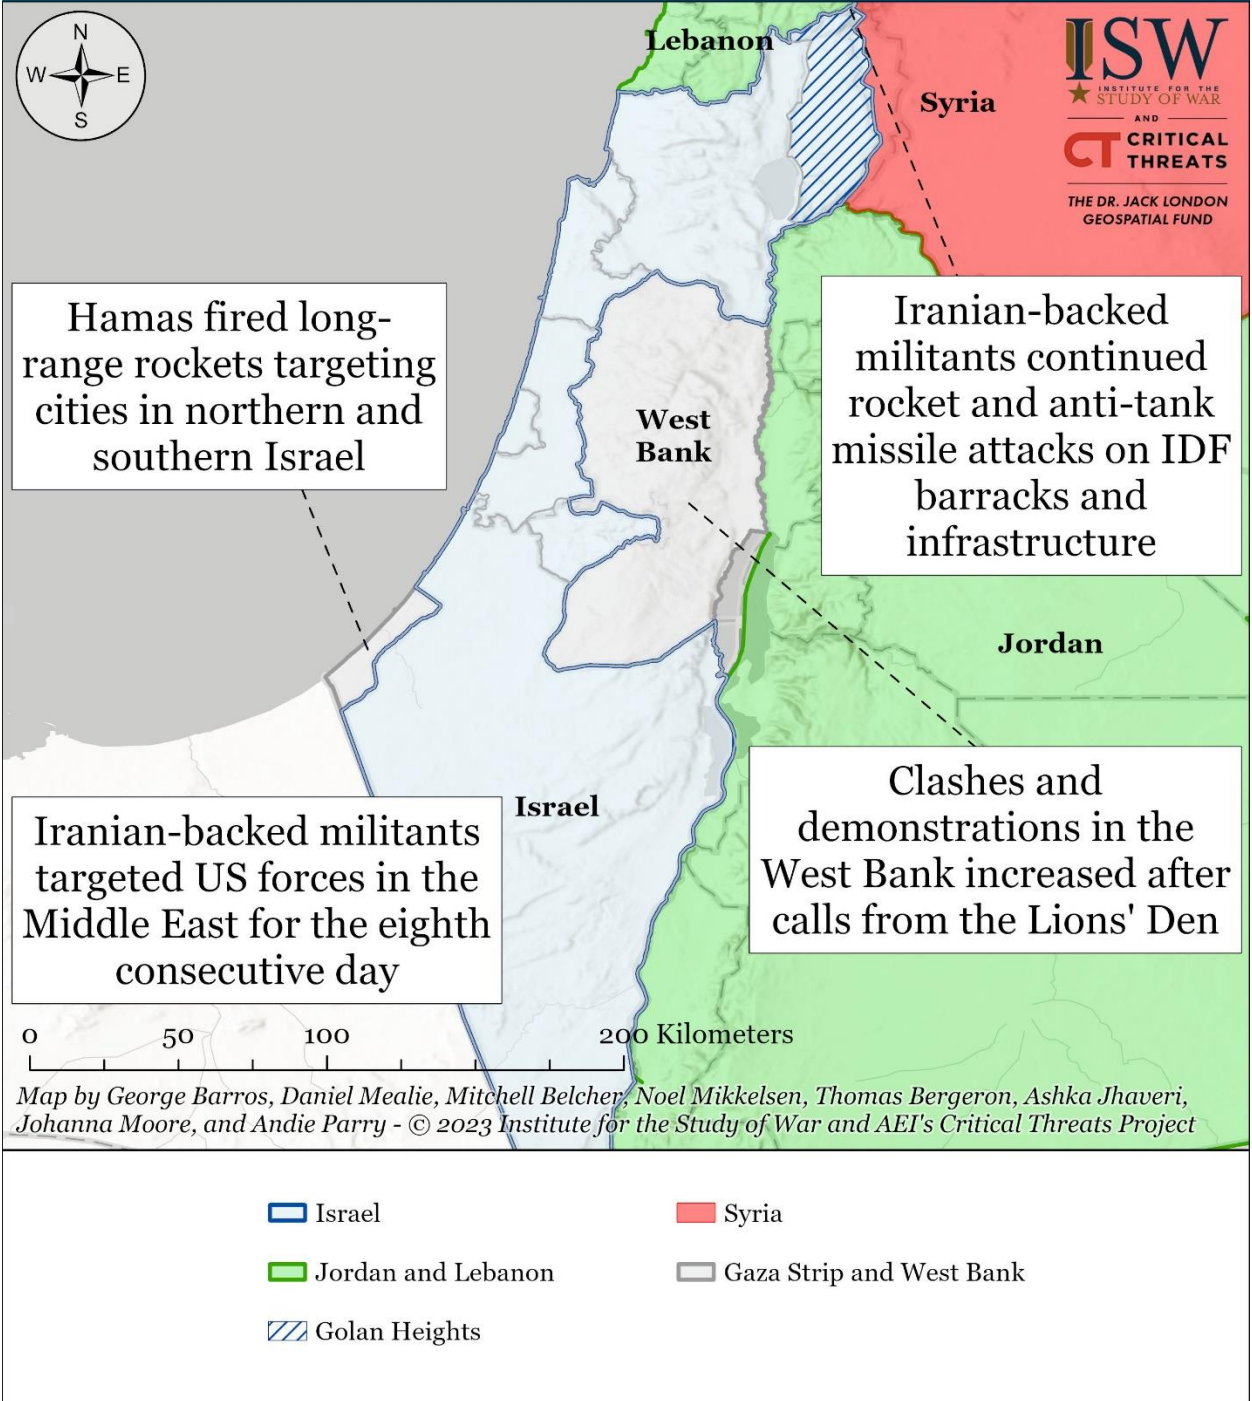 N
W
E
S
Lebanon
Syria
ISW
INSTITUTE FOR THE
STUDY OF WAR
AND
CT CRITICAL
THREATS
THE DR. JACK LONDON
GEOSPATIAL FUND
Hamas fired long-
range rockets targeting
cities in northern and
southern Israel
Iranian-backed
militants continued
rocket and anti-tank
missile attacks on IDF
barracks and
infrastructure
West
Bank
Jordan
Israel
Clashes and
demonstrations in the
West Bank increased after
calls from the Lions' Den
Iranian-backed militants
targeted US forces in the
Middle East for the eighth
consecutive day
0 50 100 200 Kilometers
Map by George Barros, Daniel Mealie, Mitchell Belcher, Noel Mikkelsen, Thomas Bergeron, Ashka Jhaveri,
Johanna Moore, and Andie Parry - © 2023 Institute for the Study of War and AEI's Critical Threats Project
Israel
Syria
Jordan and Lebanon
Gaza Strip and West Bank
Golan Heights